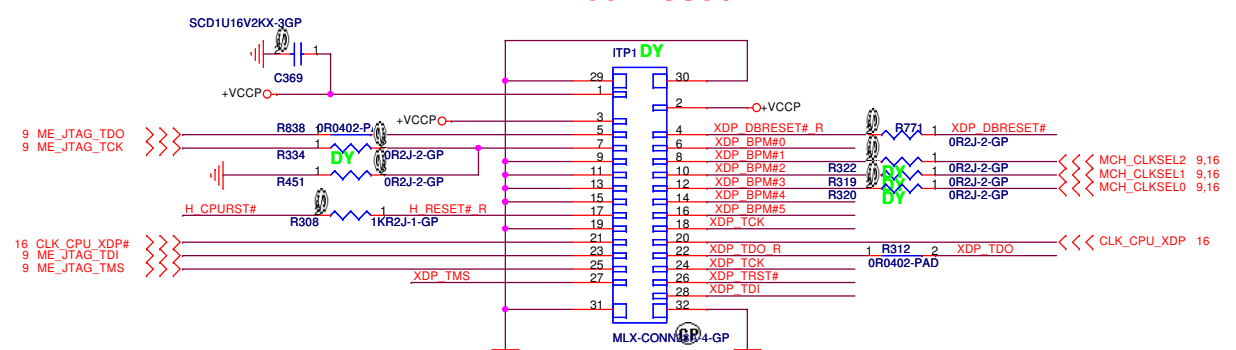 SCD1U16V2KX-3GP
2 1
C369
+VCCP
ITP1 DY
29 30
1
2 +VCCP
+VCCP 3
9 ME_JTAG_TDO R838 0R0402-PA 5 4 XDP_DBRESET#_R R771 1 XDP_DBRESET#
0R2J-2-GP
9 ME_JTAG_TCK R334 1 0R2J-2-GP 7 6 XDP_BPM#0
DY
9 8 XDP_BPM#1 1 MCH_CLKSEL2 9,16
R322 0R2J-2-GP
R451 1 0R2J-2-GP 11 10 XDP_BPM#2 1 MCH_CLKSEL1 9,16
DY
R319 0R2J-2-GP
13 12 XDP_BPM#3 1 MCH_CLKSEL0 9,16
DY
R320 0R2J-2-GP
15 14 XDP_BPM#4
H_CPURST# 1 H_RESET#_R 17 16 XDP_BPM#5
R308 1KR2J-1-GP
19 18 XDP_TCK
16 CLK_CPU_XDP# 21 20 CLK_CPU_XDP 16
9 ME_JTAG_TDI 23 22 XDP_TDO_R 1 R312 2 XDP_TDO
0R0402-PAD
9 ME_JTAG_TMS 25 24 XDP_TCK
XDP_TMS 27 26 XDP_TRST#
28 XDP_TDI
31 32
GP